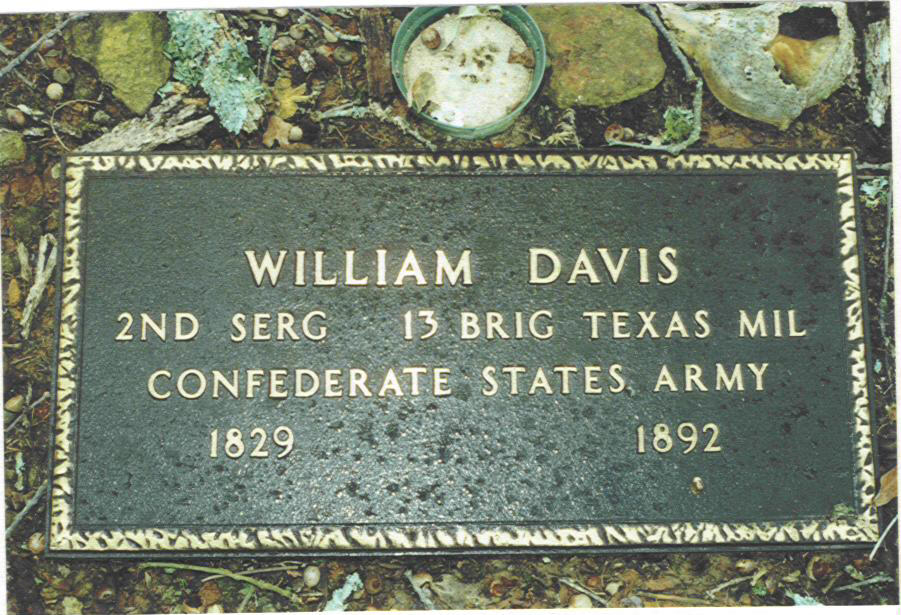 WILLIAM DAVIS
2ND SERG 13 BRIG TEXAS MIL
CONFEDERATE STATES ARMY
1829 1892